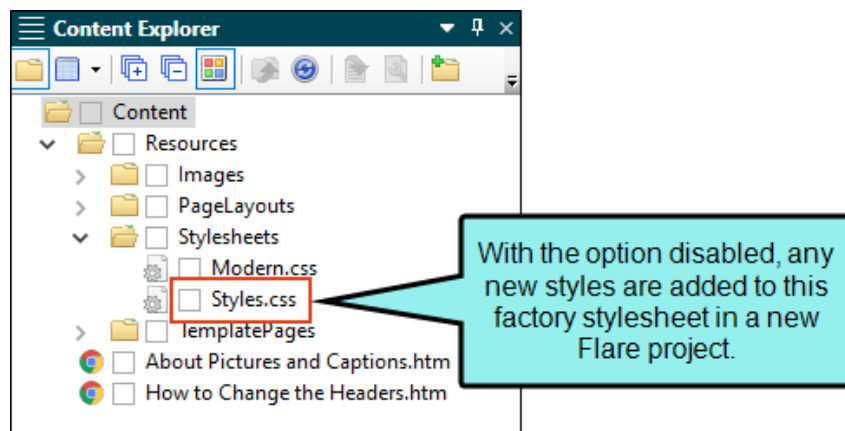 Content Explorer
Content
Resources
Images
PageLayouts
Stylesheets
Modern.css
Styles.css
TemplatePages
About Pictures and Captions.htm
How to Change the Headers.htm
With the option disabled, any
new styles are added to this
factory stylesheet in a new
Flare project.